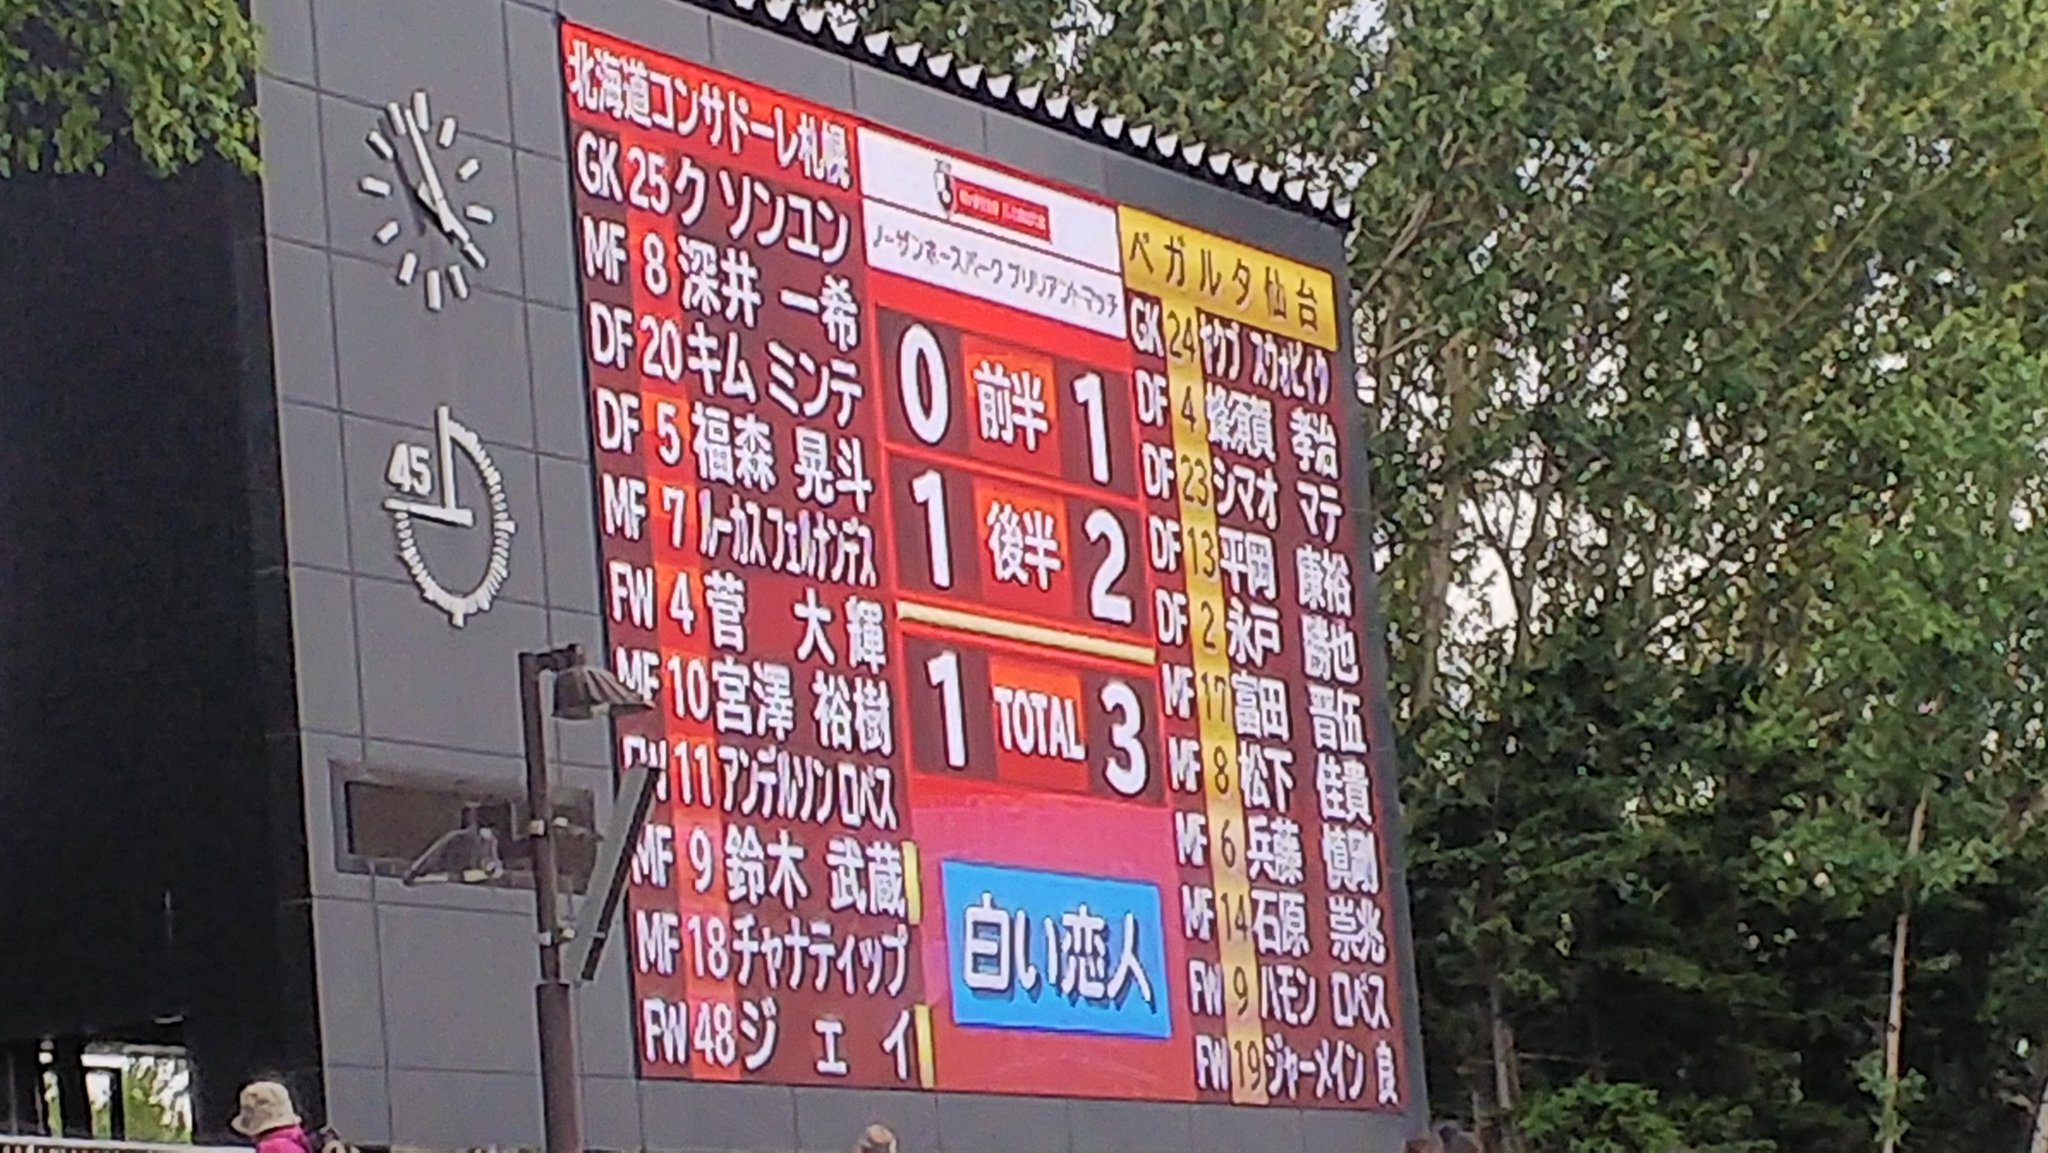 北海道コンサドーレ札幌
GK 25 ク ソンユン
MF 8 深井 一希
DF 20 キム ミンテ
DF 5 福森 晃斗
MF 7 ルーカス フェルナンデス
FW 4 菅 大輝
MF 10 宮澤 裕樹
FW 11 アンデルソン ロペス
MF 9 鈴木 武蔵
MF 18 チャナティップ
FW 48 ジェイ
ノーザンホースパーク ブリリアントマッチ
0 前半 1
1 後半 2
1 TOTAL 3
白い恋人
ベガルタ仙台
GK 24 ヤクブ スウォビィク
DF 4 蜂須賀 孝治
DF 23 シマオ マテ
DF 13 平岡 康裕
DF 2 永戸 勝也
MF 17 富田 晋伍
MF 8 松下 佳貴
MF 6 兵藤 慎剛
MF 14 石原 崇兆
FW 9 ハモン ロペス
FW 19 ジャーメイン 良
45